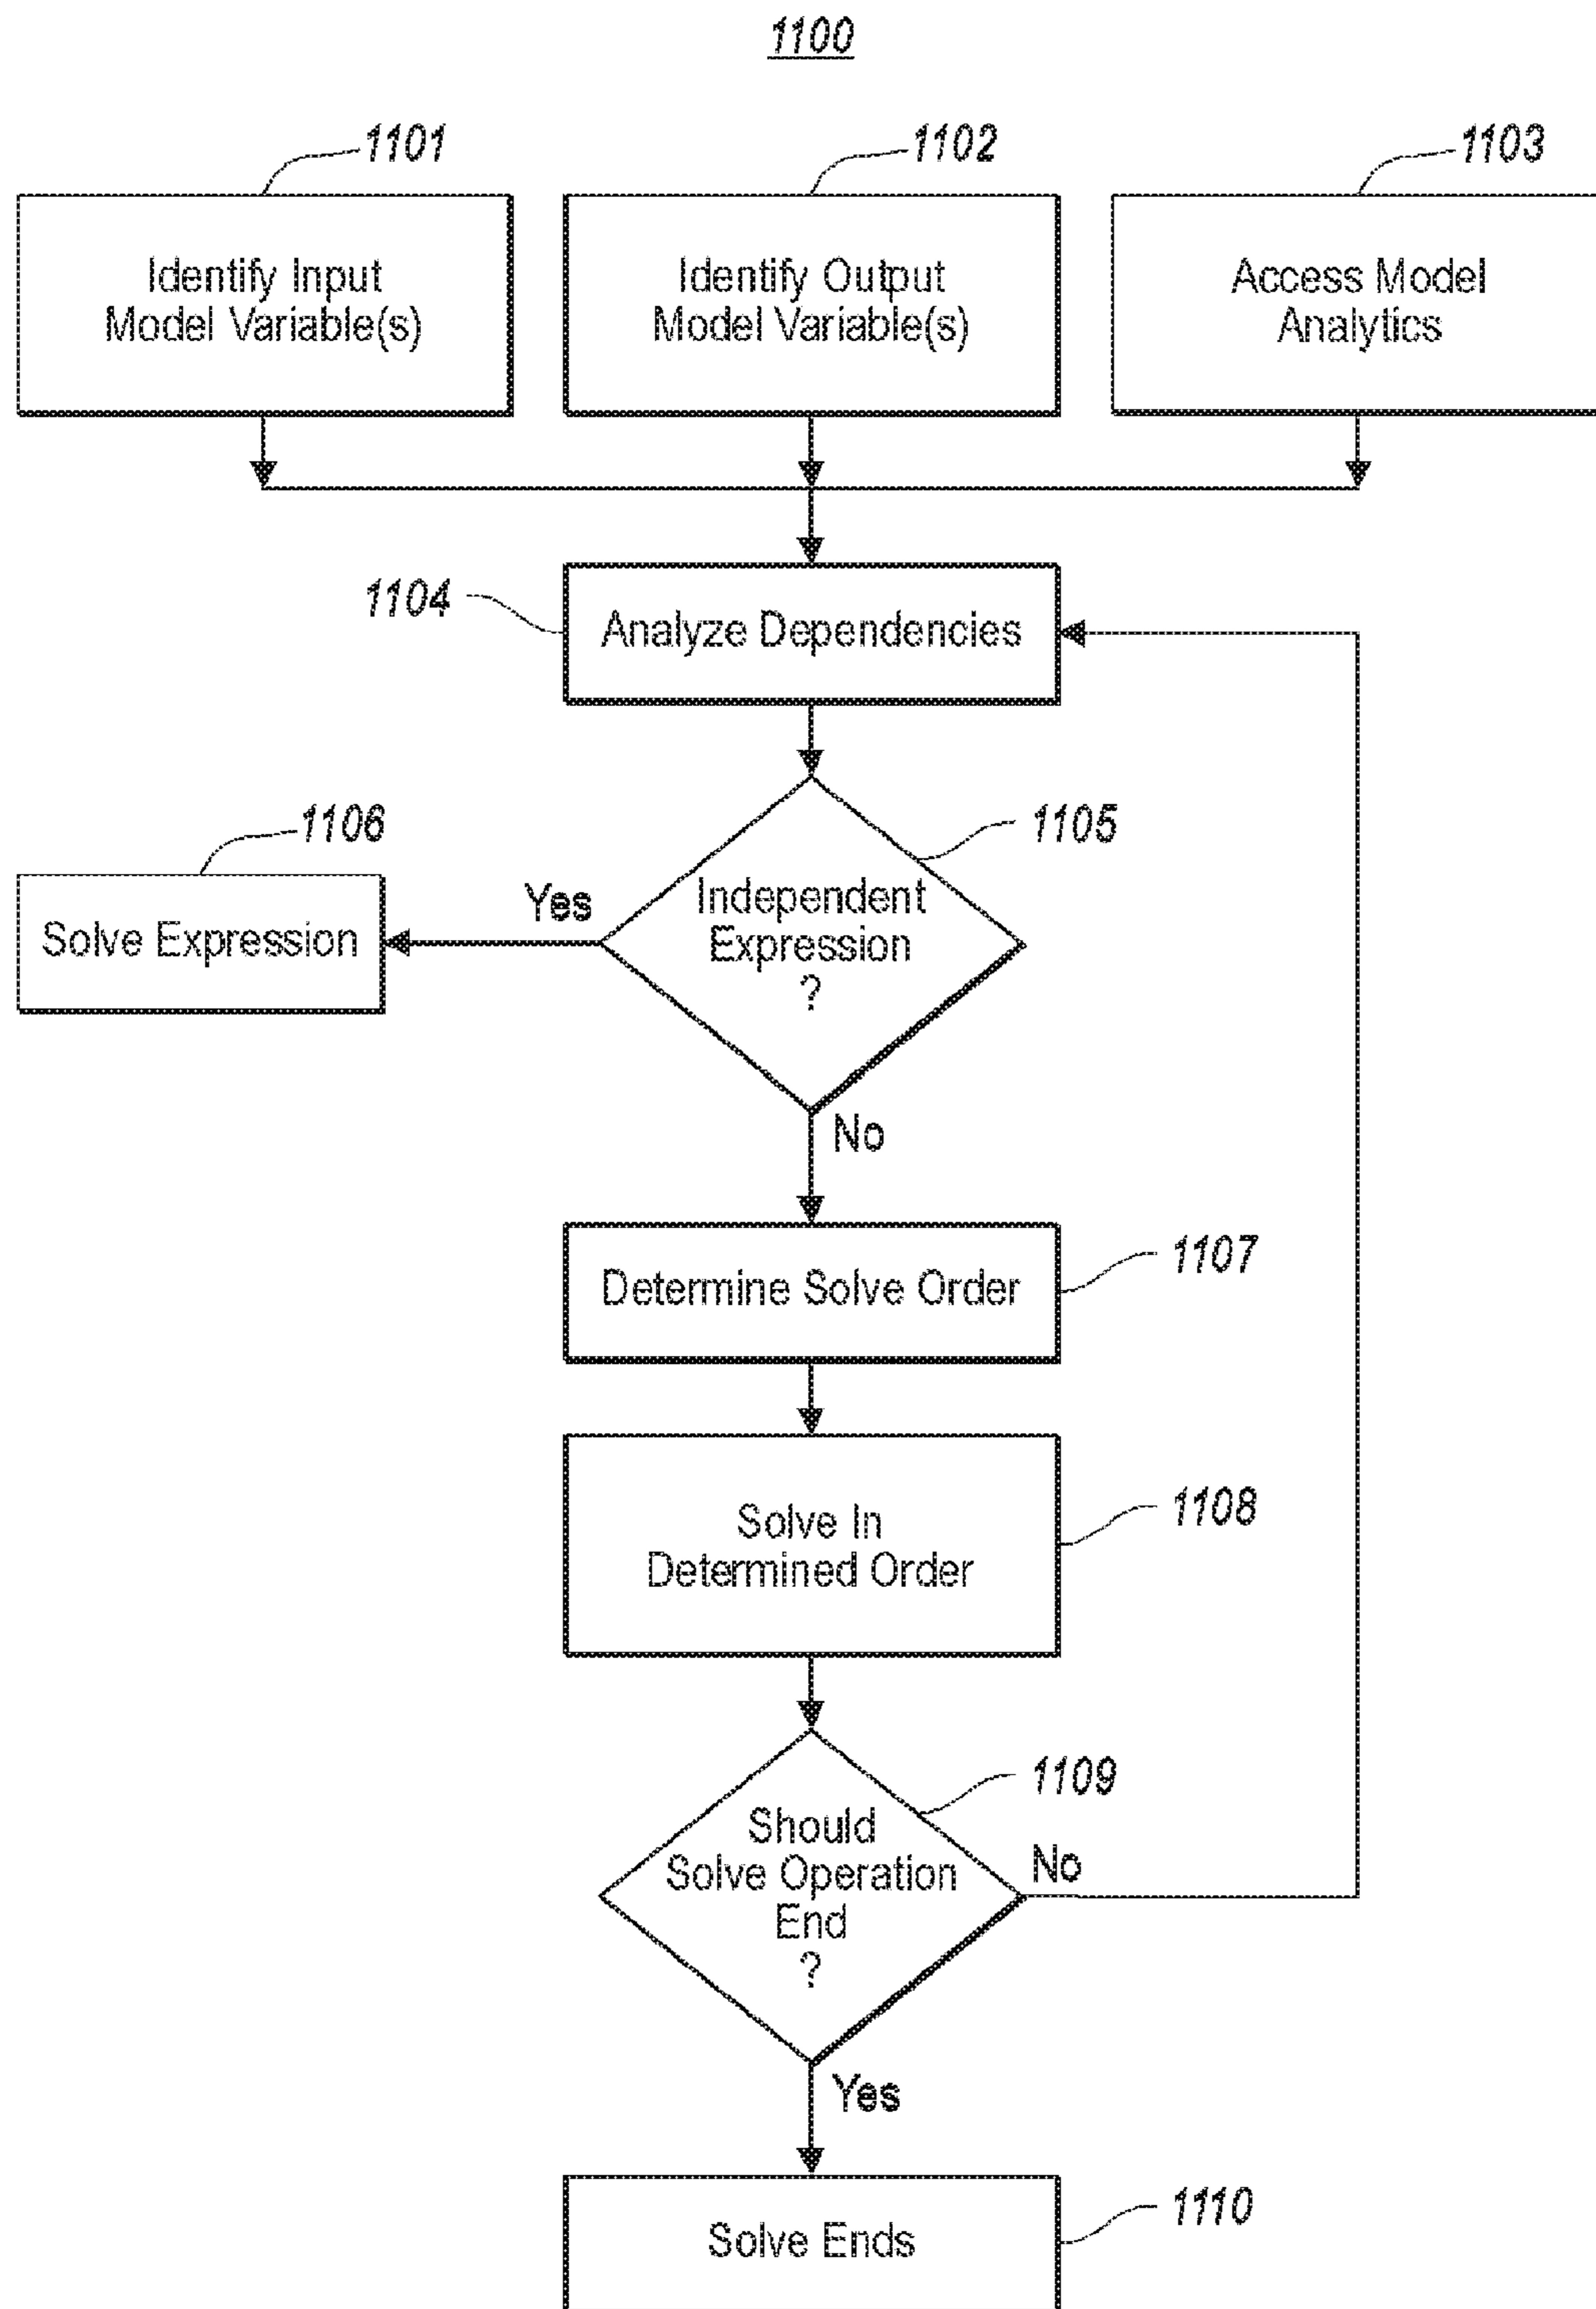 1100
1101
1102
1103
Identify Input
Model Variable(s)
Identify Output
Model Variable(s)
Access Model
Analytics
1104
Analyze Dependencies
1105
1106
Yes
Independent
Expression
?
Solve Expression
No
1107
Determine Solve Order
1108
Solve In
Determined Order
1109
Should
Solve Operation
End
?
No
Yes
1110
Solve Ends